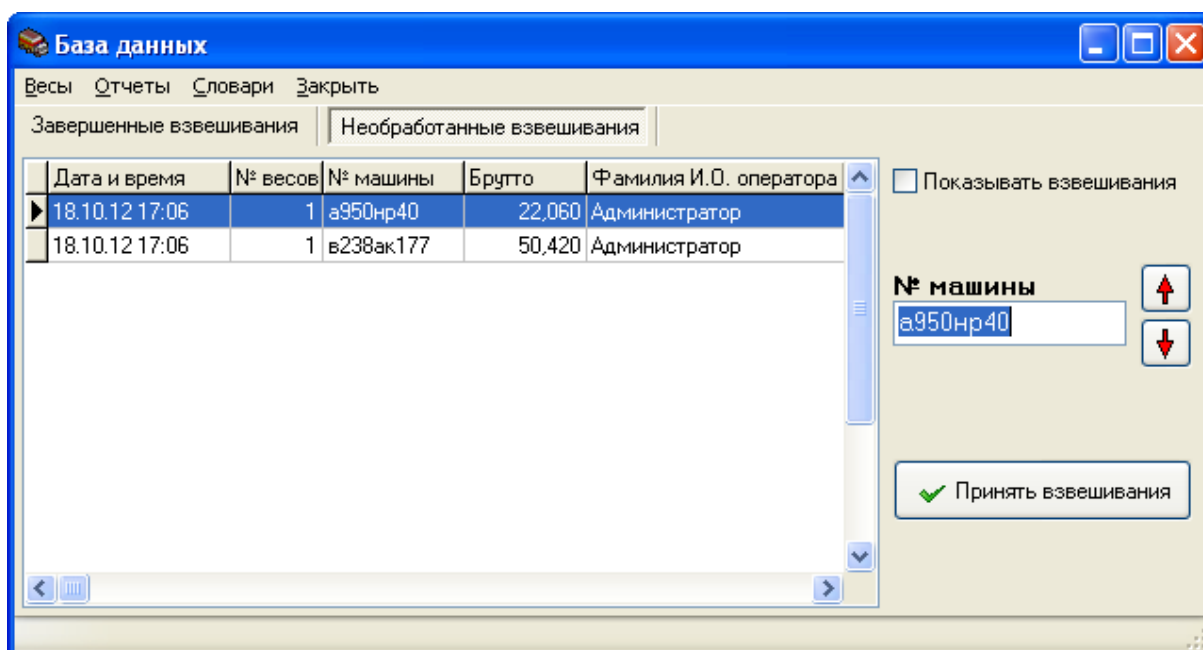 База данных
Весы Отчеты Словари Закрыть
Завершенные взвешивания Необработанные взвешивания
Дата и время № весов № машины Брутто Фамилия И.О. оператора
18.10.12 17:06 1 а950нр40 22,060 Администратор
18.10.12 17:06 1 в238ак177 50,420 Администратор
Показывать взвешивания
№ машины
а950нр40
Принять взвешивания